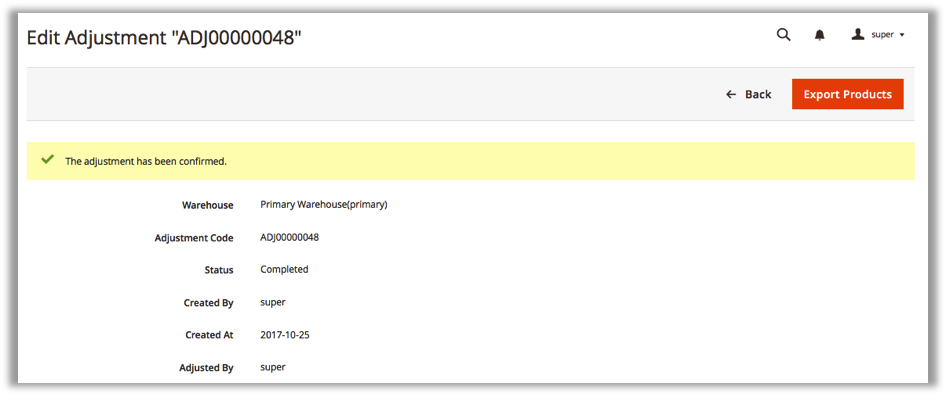 Edit Adjustment "ADJ00000048"
super
Back
Export Products
The adjustment has been confirmed.
Warehouse Primary Warehouse(primary)
Adjustment Code ADJ00000048
Status Completed
Created By super
Created At 2017-10-25
Adjusted By super